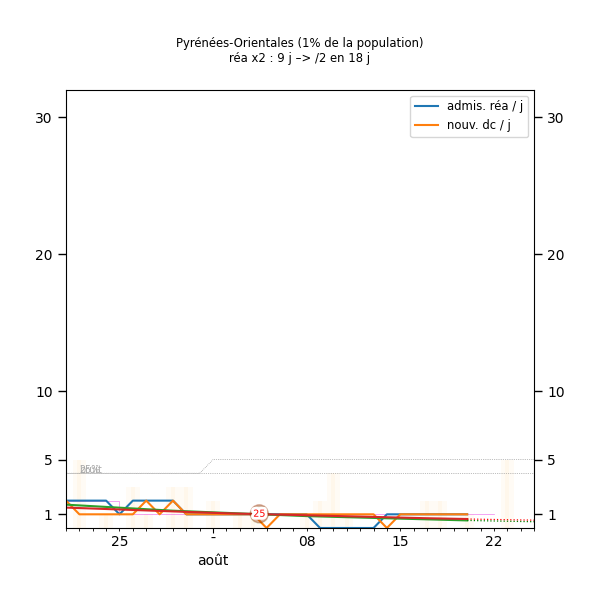 Pyrénées-Orientales (1% de la population)
réa x2 : 9 j –> /2 en 18 j
admis. réa / j
nouv. dc / j
30 30
20 20
10 10
5 5
1 1
25
25 - 08 15 22
août